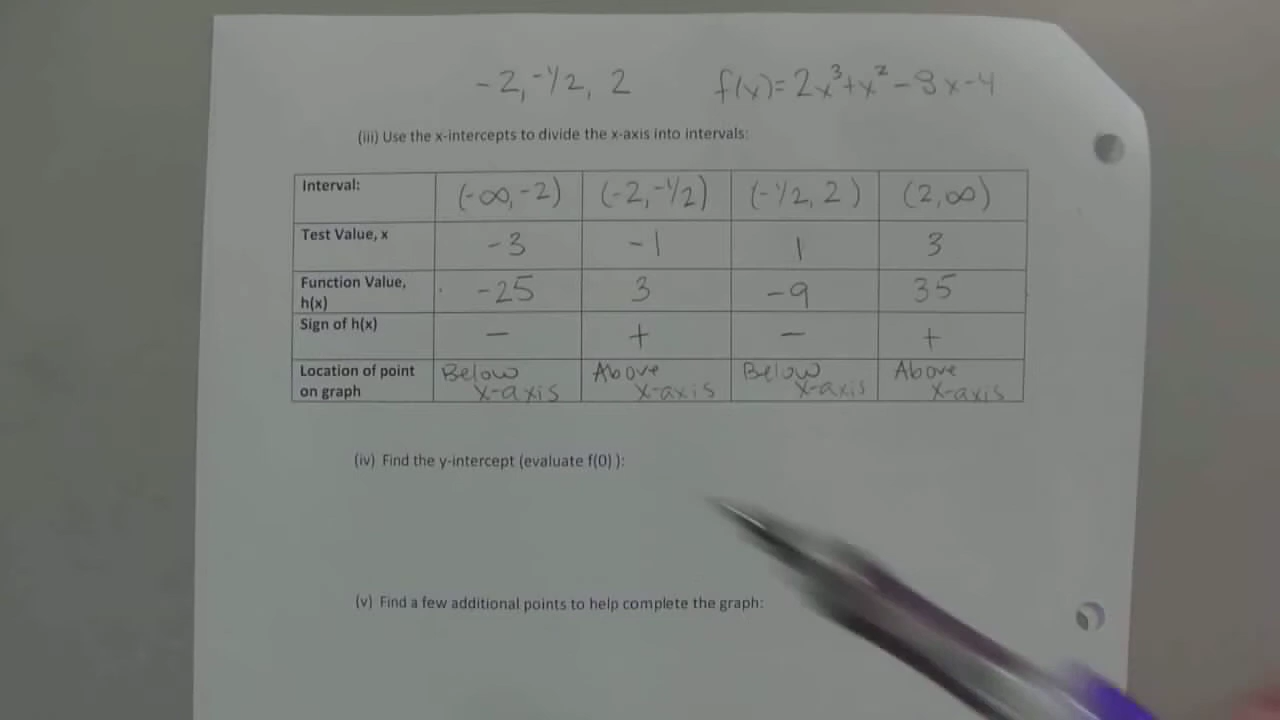 -2, -1/2, 2 f(x)=2x³+x²-8x-4
(iii) Use the x-intercepts to divide the x-axis into intervals:
Interval: (-∞,-2) (-2,-1/2) (-1/2, 2) (2,∞)
Test Value, x -3 -1 1 3
Function Value, h(x) -25 3 -9 35
Sign of h(x) - + - +
Location of point on graph Below x-axis Above x-axis Below x-axis Above x-axis
(iv) Find the y-intercept (evaluate f(0) ):
(v) Find a few additional points to help complete the graph: